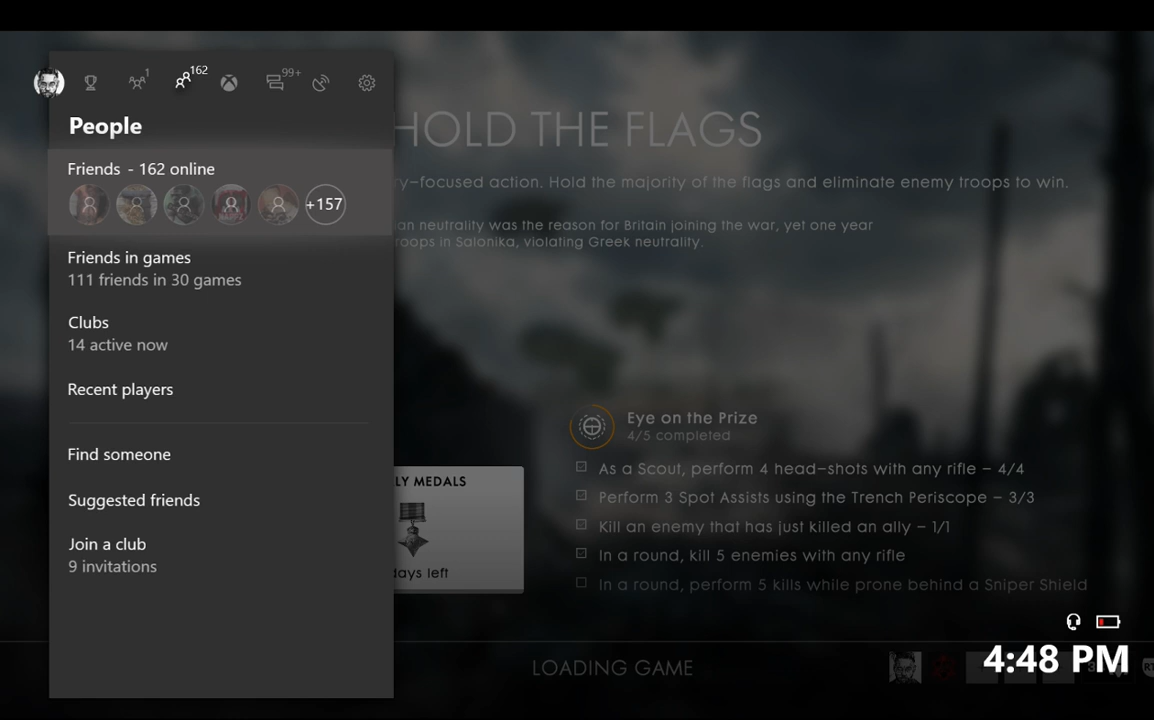 1
162
99+
People
Friends - 162 online
+157
Friends in games
111 friends in 30 games
Clubs
14 active now
Recent players
Find someone
Suggested friends
Join a club
9 invitations
HOLD THE FLAGS
ry-focused action. Hold the majority of the flags and eliminate enemy troops to win.
an neutrality was the reason for Britain joining the war, yet one year
roops in Salonika, violating Greek neutrality.
LY MEDALS
days left
Eye on the Prize
4/5 completed
As a Scout, perform 4 head-shots with any rifle - 4/4
Perform 3 Spot Assists using the Trench Periscope - 3/3
Kill an enemy that has just killed an ally - 1/1
In a round, kill 5 enemies with any rifle
In a round, perform 5 kills while prone behind a Sniper Shield
4:48 PM
LOADING GAME